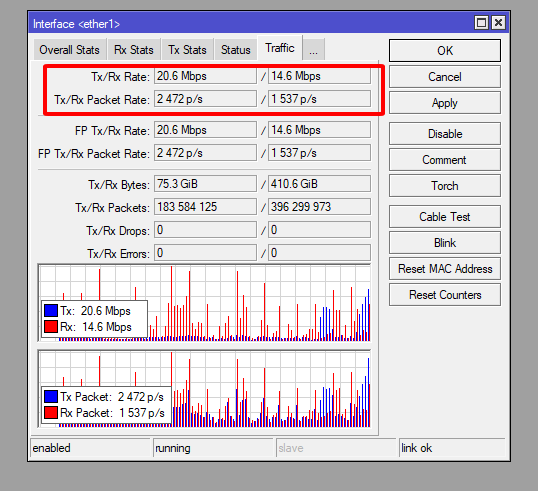 Interface <ether1>
Overall Stats Rx Stats Tx Stats Status Traffic ...
Tx/Rx Rate: 20.6 Mbps / 14.6 Mbps
Tx/Rx Packet Rate: 2 472 p/s / 1 537 p/s
FP Tx/Rx Rate: 20.6 Mbps / 14.6 Mbps
FP Tx/Rx Packet Rate: 2 472 p/s / 1 537 p/s
Tx/Rx Bytes: 75.3 GiB / 410.6 GiB
Tx/Rx Packets: 183 584 125 / 396 299 973
Tx/Rx Drops: 0 / 0
Tx/Rx Errors: 0 / 0
Tx: 20.6 Mbps
Rx: 14.6 Mbps
Tx Packet: 2 472 p/s
Rx Packet: 1 537 p/s
OK
Cancel
Apply
Disable
Comment
Torch
Cable Test
Blink
Reset MAC Address
Reset Counters
enabled running slave link ok